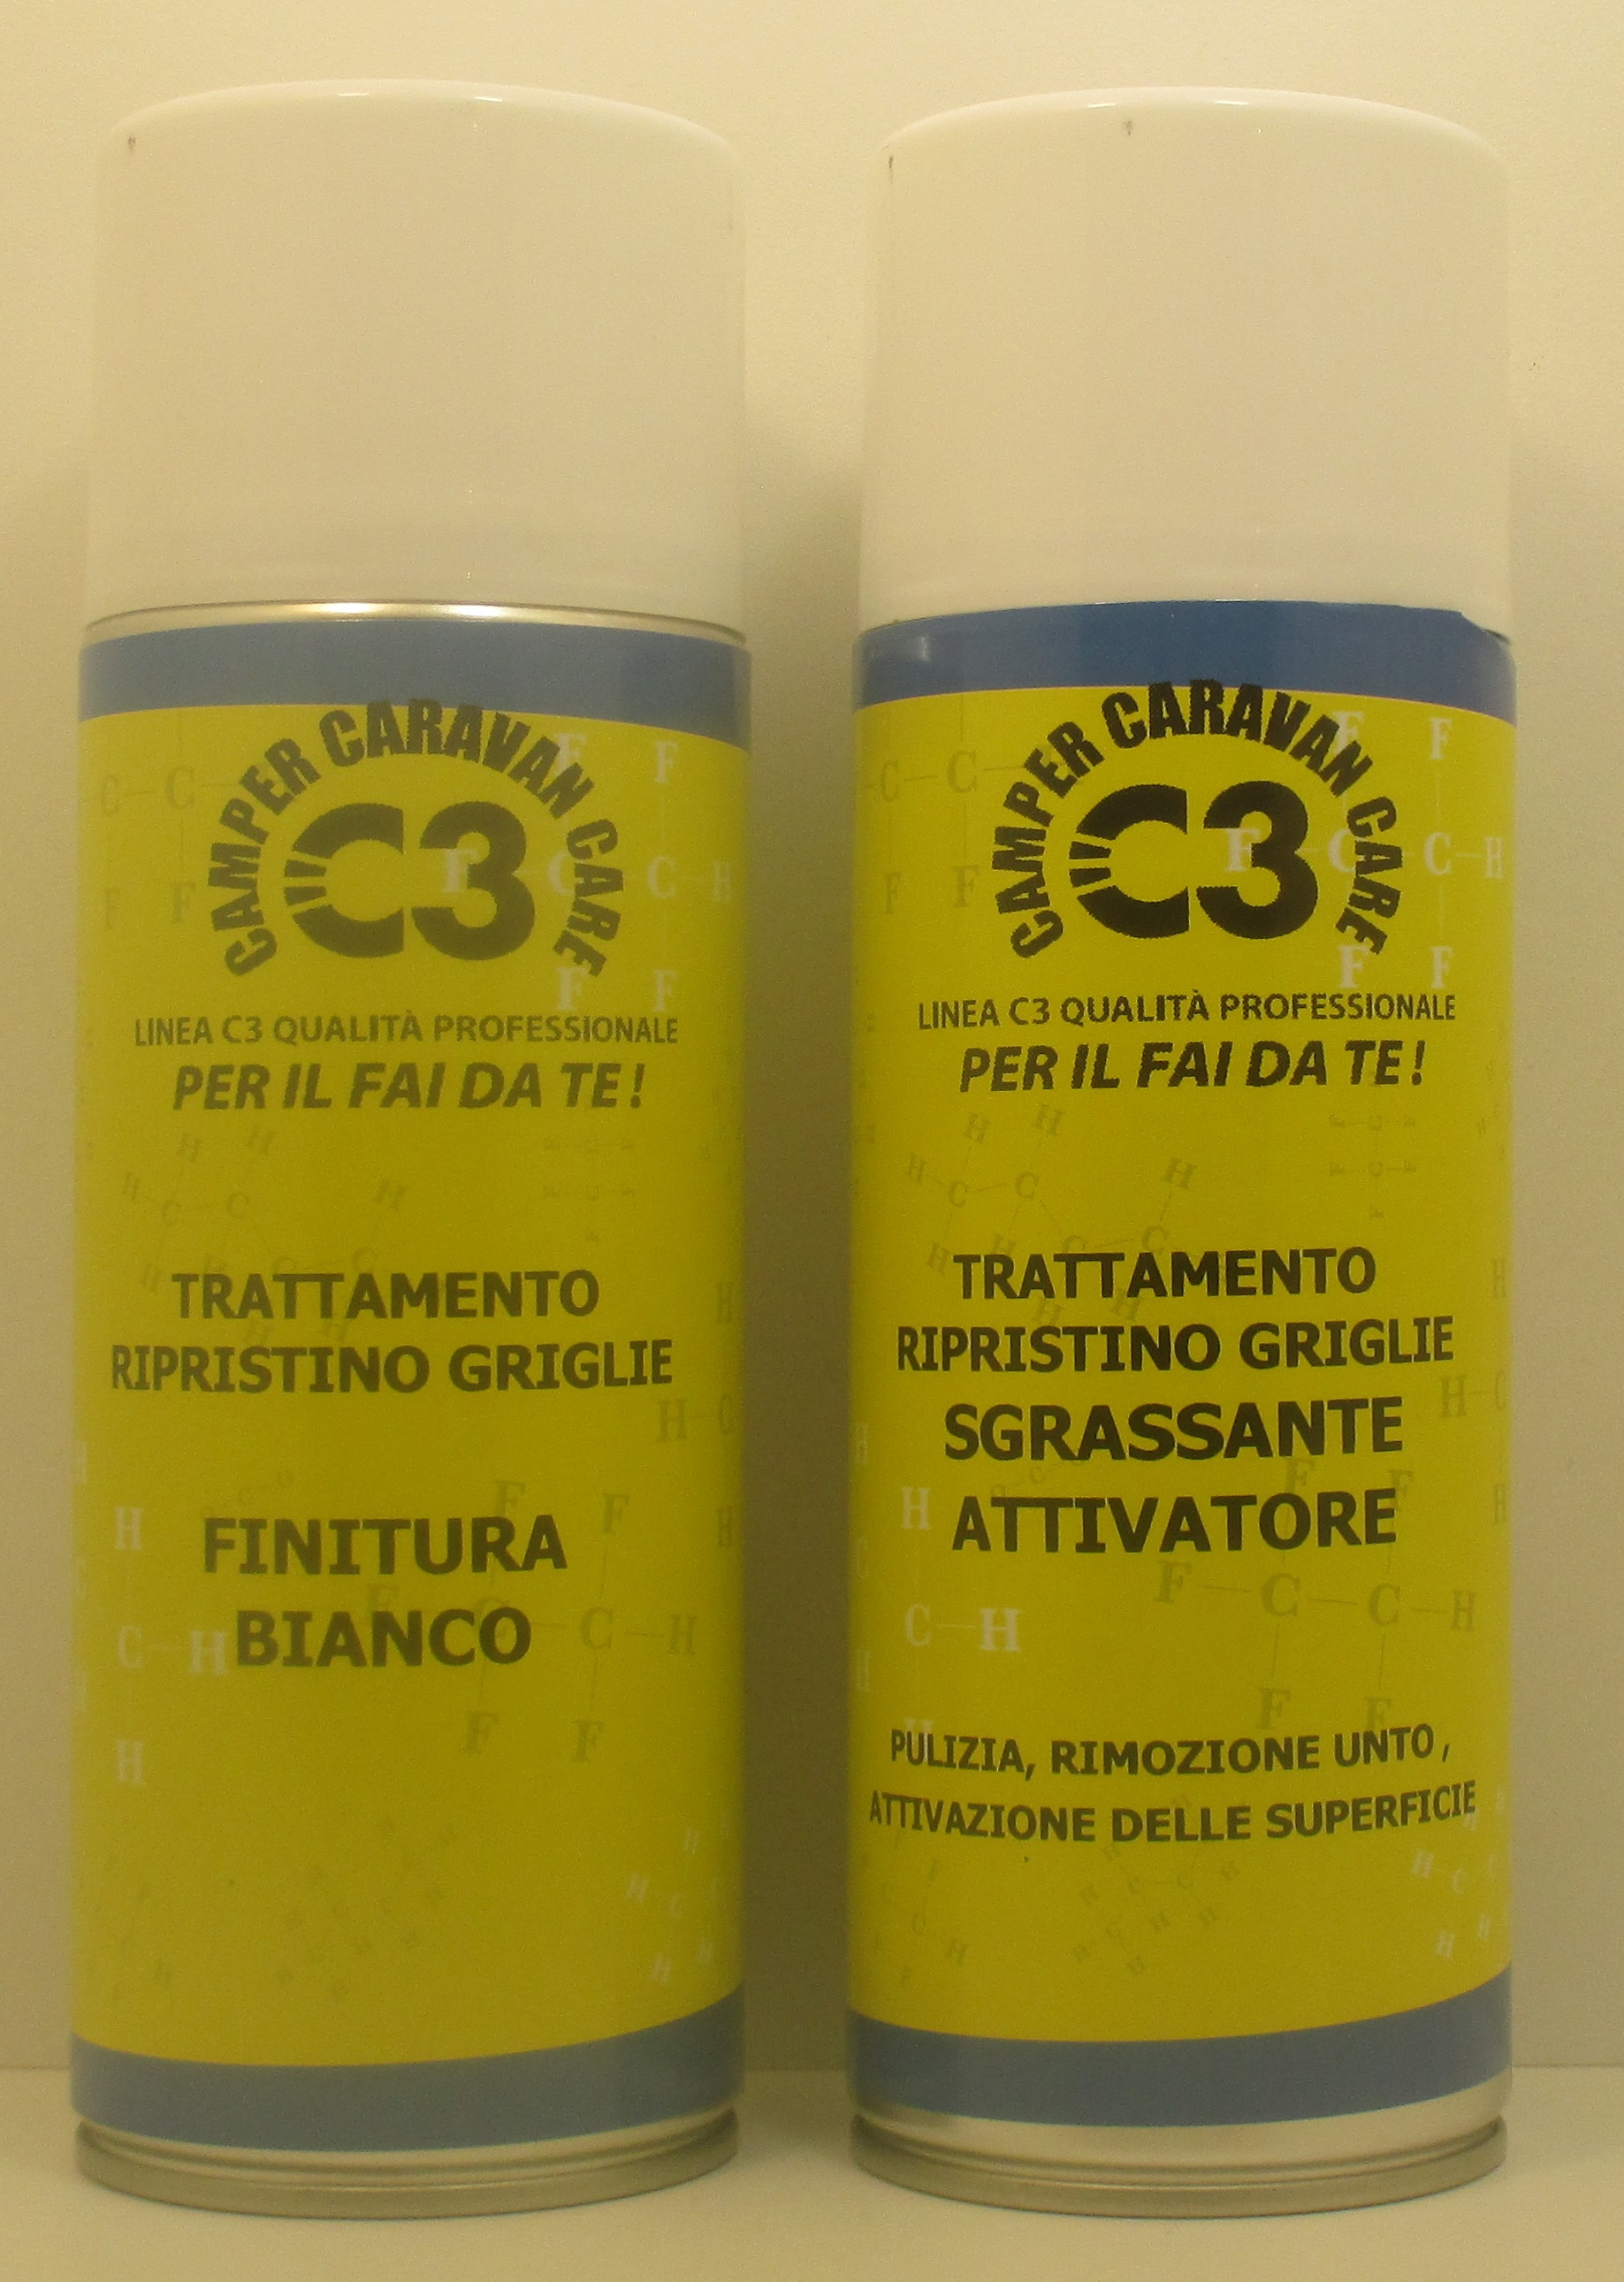 CAMPER CARAVAN CARE
C3
LINEA C3 QUALITÀ PROFESSIONALE
PER IL FAI DA TE!
TRATTAMENTO
RIPRISTINO GRIGLIE
FINITURA
BIANCO
CAMPER CARAVAN CARE
C3
LINEA C3 QUALITÀ PROFESSIONALE
PER IL FAI DA TE!
TRATTAMENTO
RIPRISTINO GRIGLIE
SGRASSANTE
ATTIVATORE
PULIZIA, RIMOZIONE UNTO,
ATTIVAZIONE DELLE SUPERFICIE